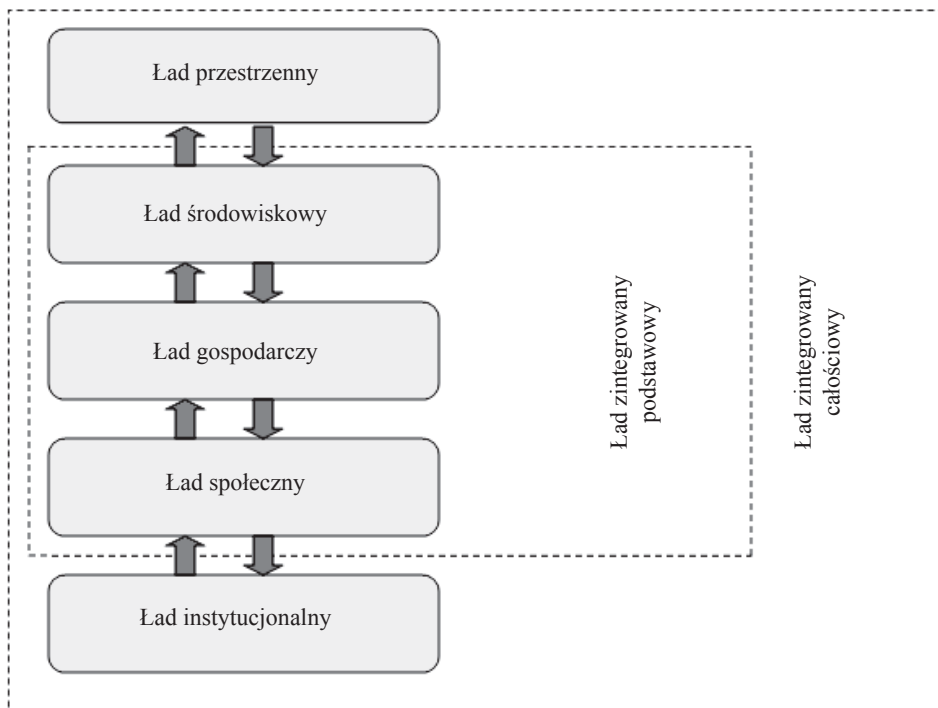 Ład przestrzenny
Ład środowiskowy
Ład gospodarczy
Ład społeczny
Ład instytucjonalny
Ład zintegrowany
podstawowy
Ład zintegrowany
całościowy